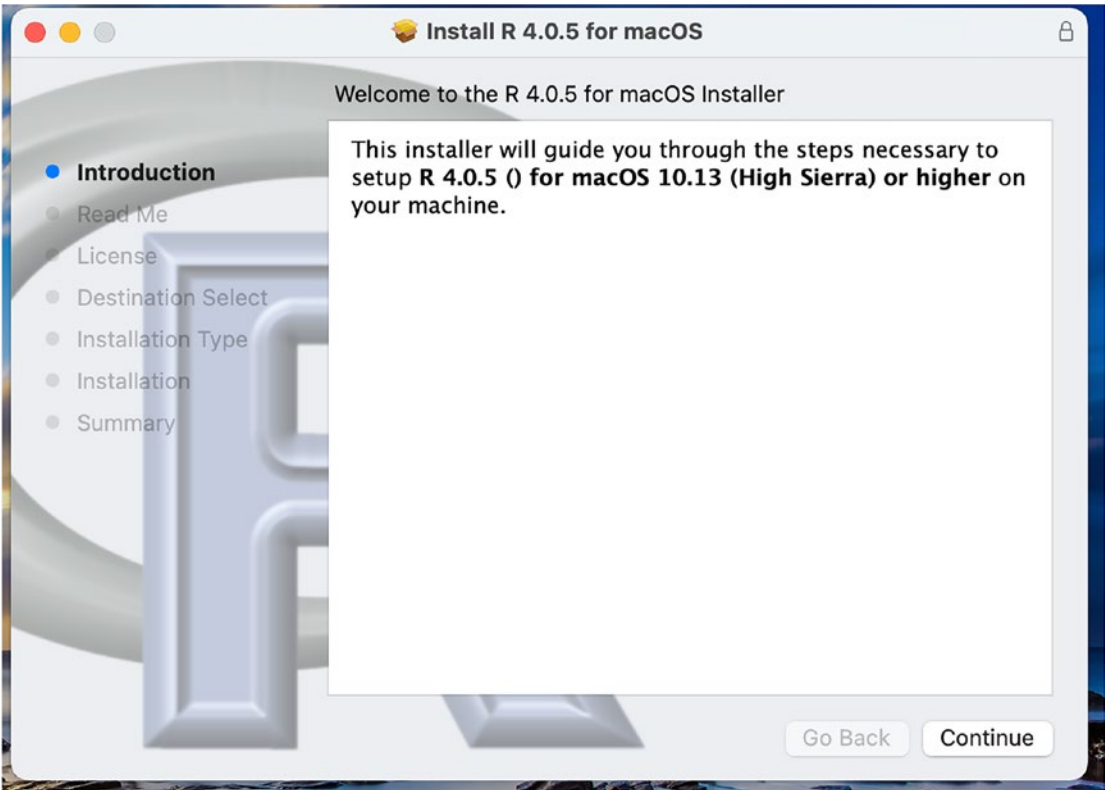 Install R 4.0.5 for macOS
Welcome to the R 4.0.5 for macOS Installer
Introduction
Read Me
License
Destination Select
Installation Type
Installation
Summary
This installer will guide you through the steps necessary to
setup R 4.0.5 () for macOS 10.13 (High Sierra) or higher on
your machine.
R
Go Back
Continue